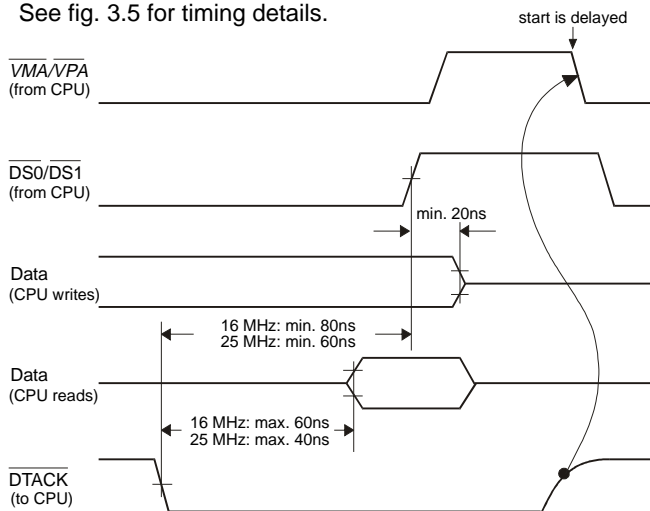 See fig. 3.5 for timing details.
start is delayed
VMA/VPA
(from CPU)
DS0/DS1
(from CPU)
min. 20ns
Data
(CPU writes)
16 MHz: min. 80ns
25 MHz: min. 60ns
Data
(CPU reads)
16 MHz: max. 60ns
25 MHz: max. 40ns
DTACK
(to CPU)